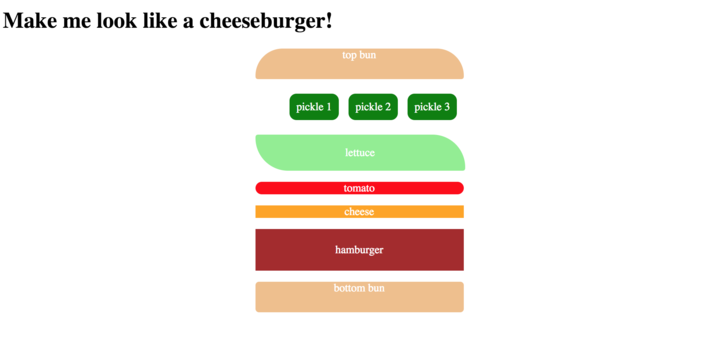 Make me look like a cheeseburger!
top bun
pickle 1 pickle 2 pickle 3
lettuce
tomato
cheese
hamburger
bottom bun